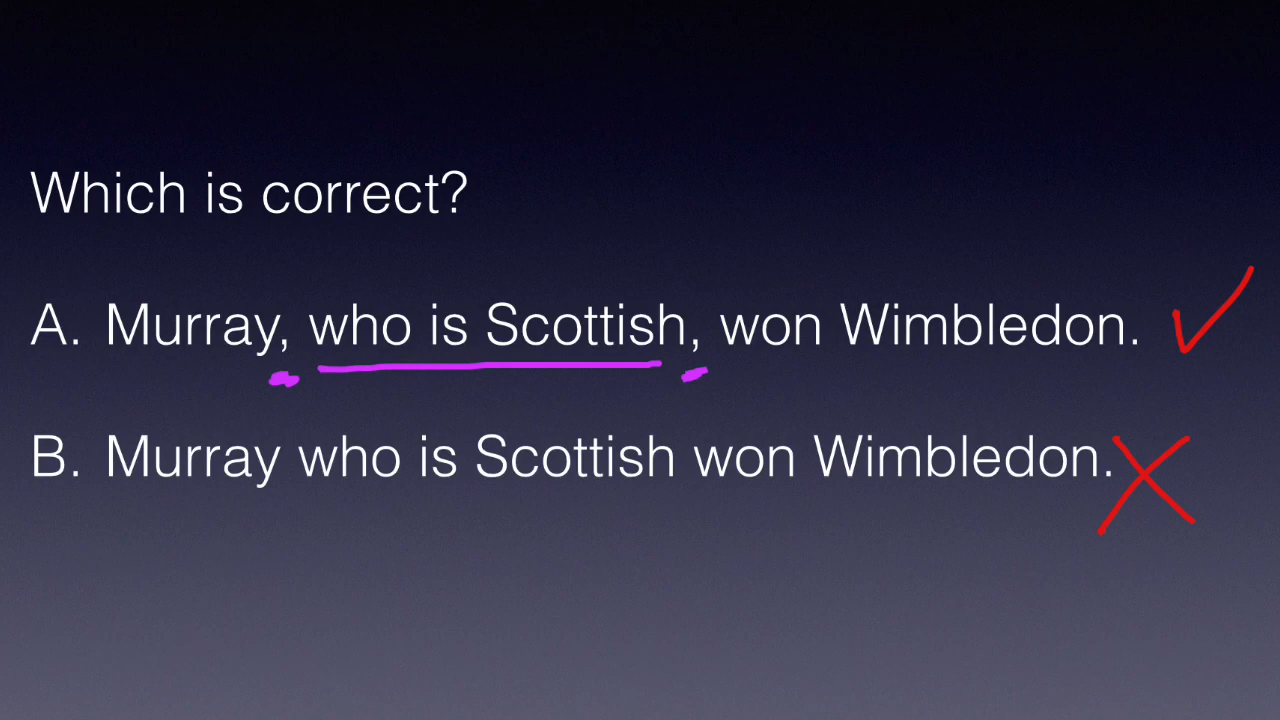 Which is correct?
A. Murray, who is Scottish, won Wimbledon.
B. Murray who is Scottish won Wimbledon.